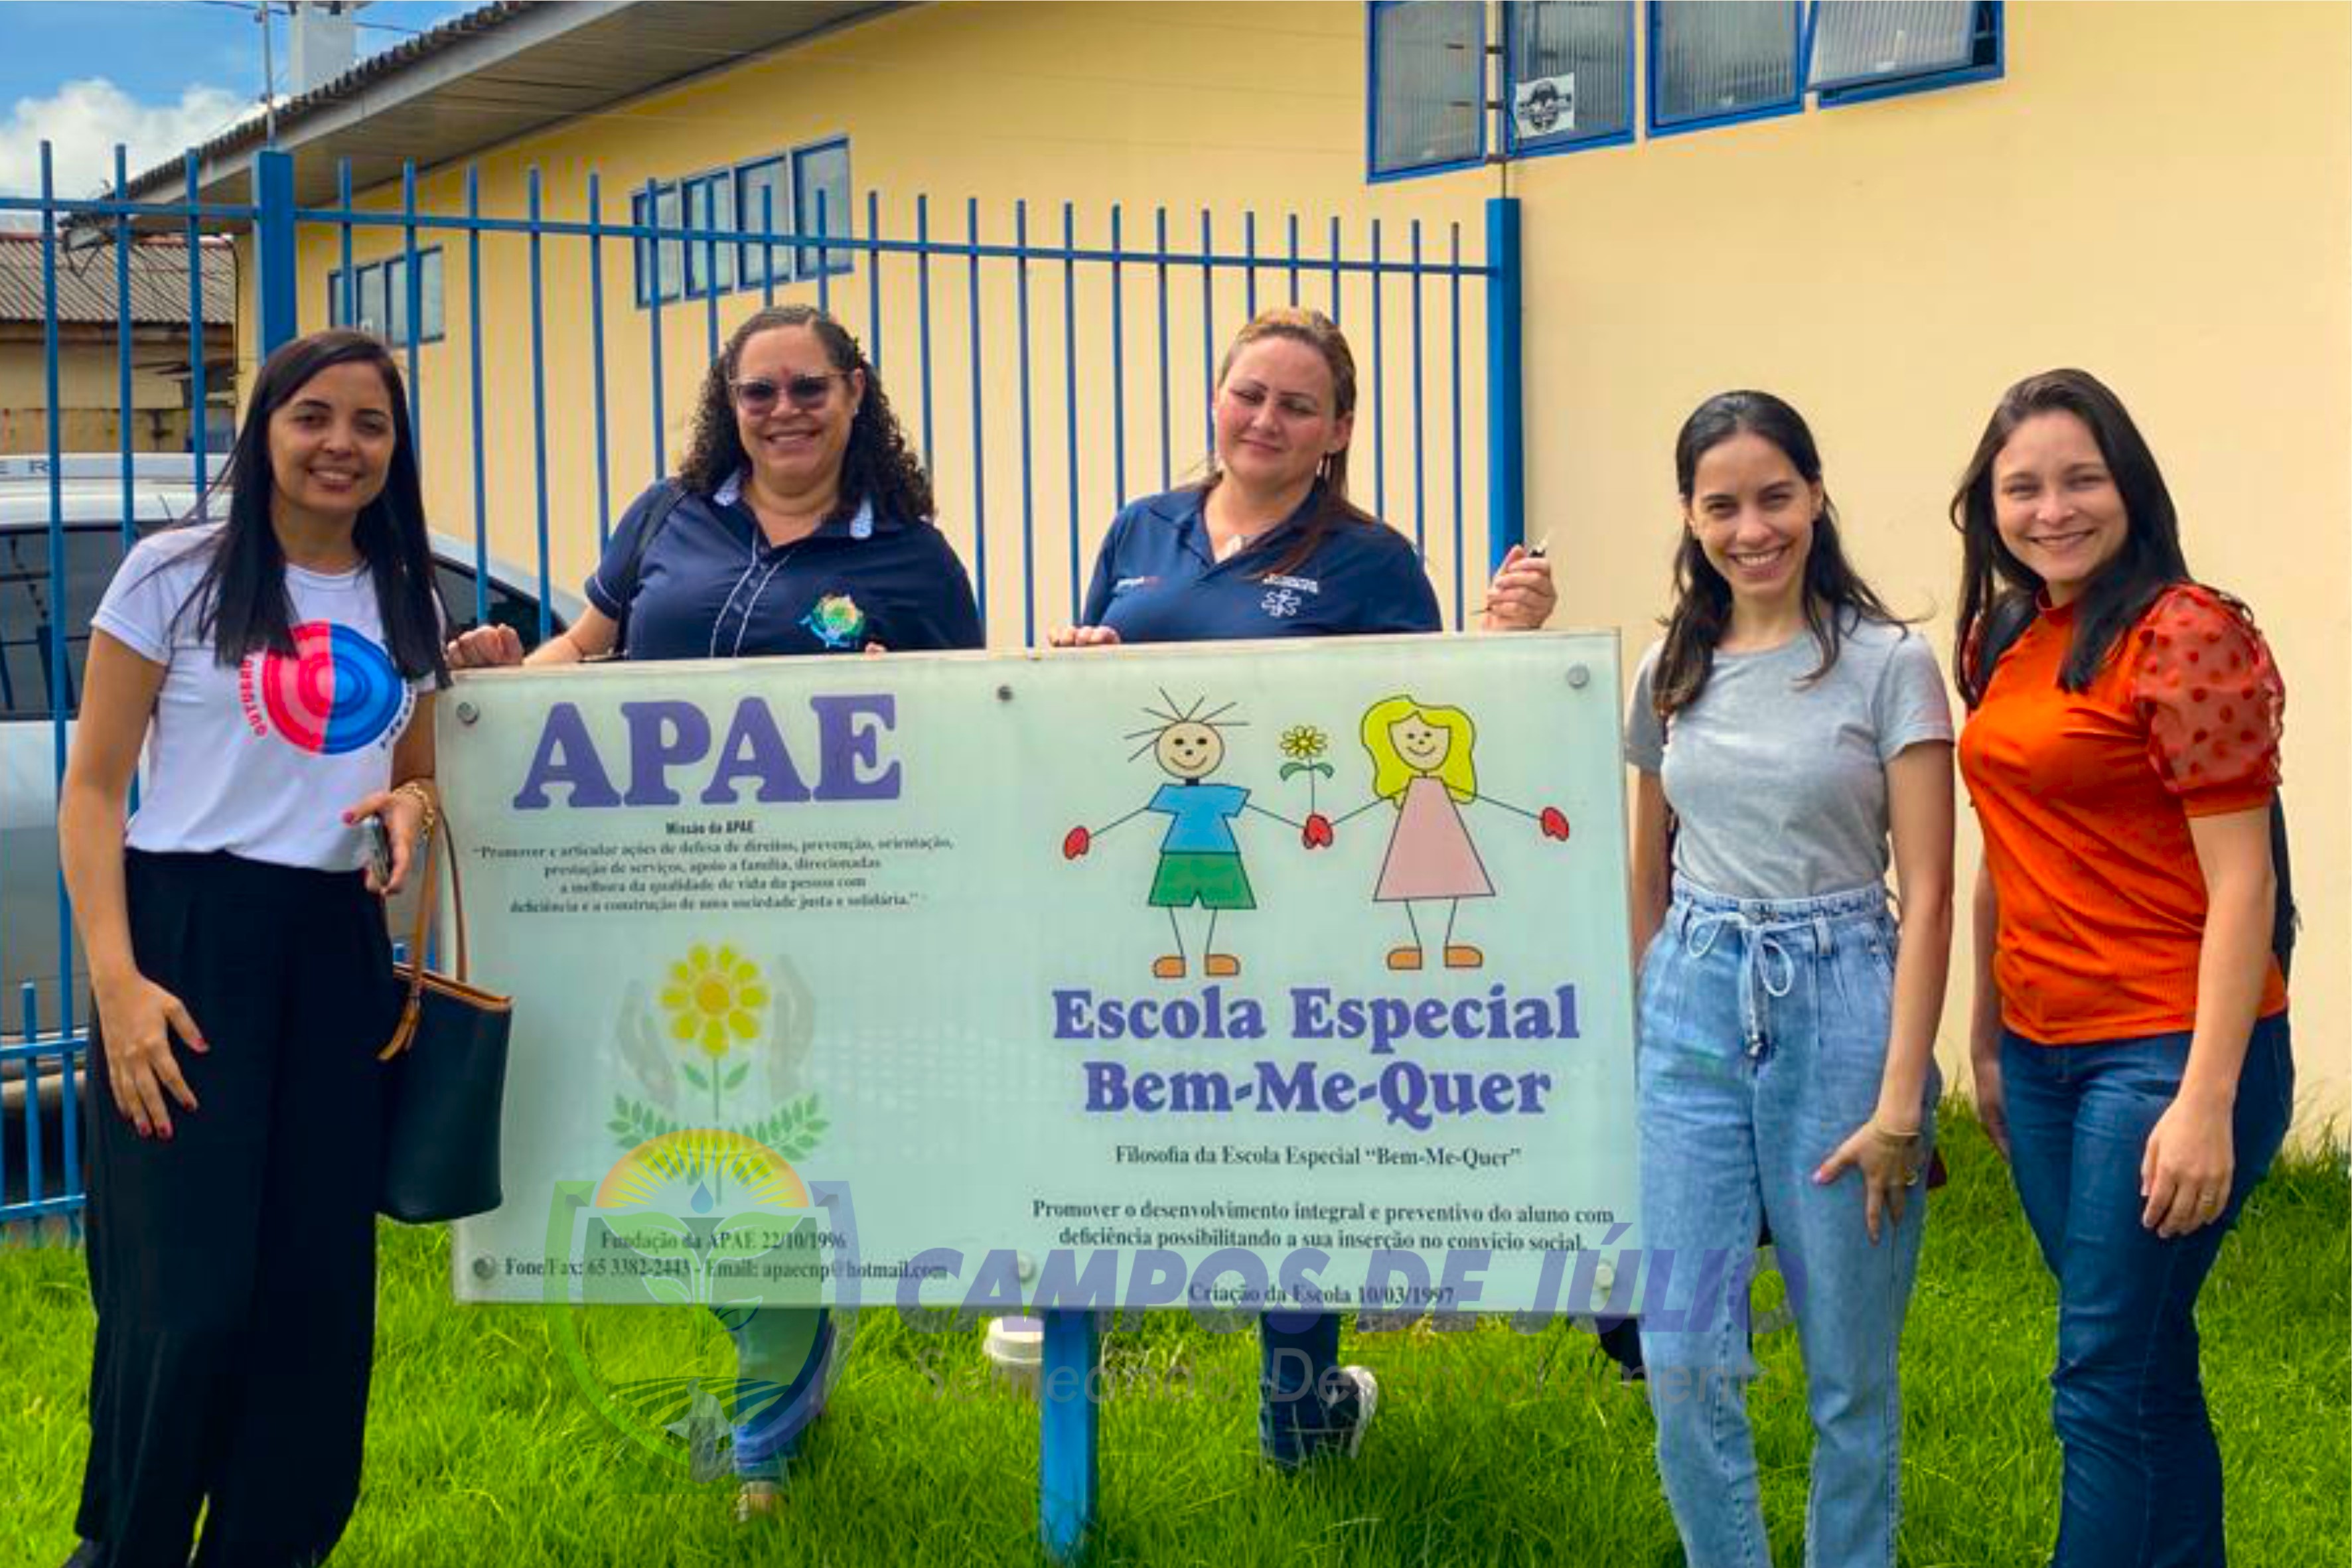 APAE
Missão da APAE
"Promover e articular ações de defesa de direitos, prevenção, orientação,
prestação de serviços, apoio a família, direcionadas
a melhora da qualidade de vida da pessoa com
deficiência e a construção de uma sociedade justa e solidária."
Fundação da APAE 22/10/1996
Fone/Fax: 65 3382-2443 - Email: apaecnp@hotmail.com
Escola Especial
Bem-Me-Quer
Filosofia da Escola Especial "Bem-Me-Quer"
Promover o desenvolvimento integral e preventivo do aluno com
deficiência possibilitando a sua inserção no convício social.
Criação da Escola 10/03/1997
CAMPOS DE JÚLIO
Semeando Desenvolvimento